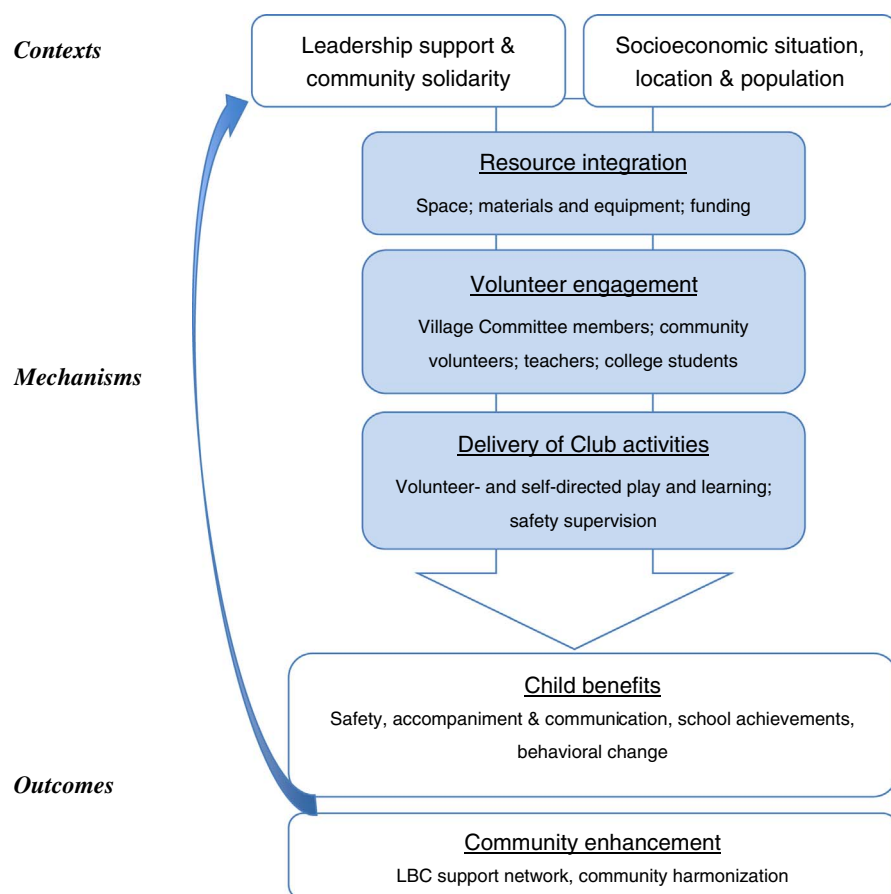 Contexts
Leadership support &
community solidarity
Socioeconomic situation,
location & population
Resource integration
Space; materials and equipment; funding
Volunteer engagement
Village Committee members; community
volunteers; teachers; college students
Mechanisms
Delivery of Club activities
Volunteer- and self-directed play and learning;
safety supervision
Child benefits
Safety, accompaniment & communication, school achievements,
behavioral change
Outcomes
Community enhancement
LBC support network, community harmonization